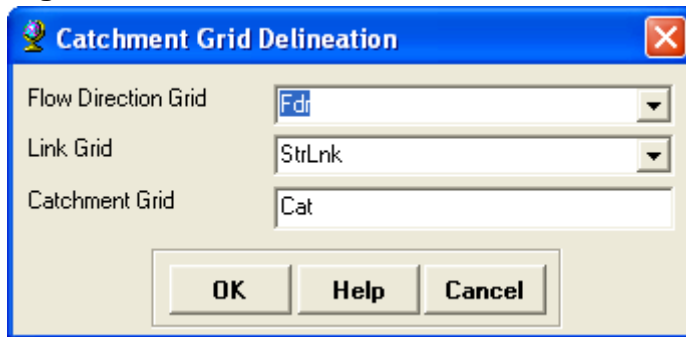 Catchment Grid Delineation
Flow Direction Grid Fdr
Link Grid StrLnk
Catchment Grid Cat
OK Help Cancel